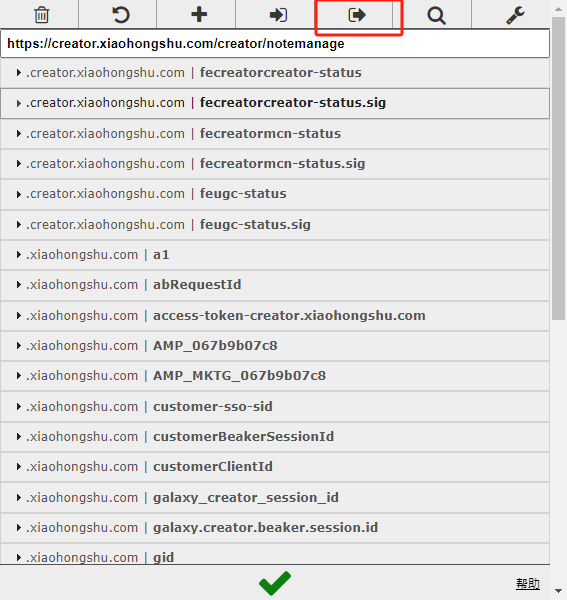 https://creator.xiaohongshu.com/creator/notemanage
.creator.xiaohongshu.com | fecreatorcreator-status
.creator.xiaohongshu.com | fecreatorcreator-status.sig
.creator.xiaohongshu.com | fecreatormcn-status
.creator.xiaohongshu.com | fecreatormcn-status.sig
.creator.xiaohongshu.com | feugc-status
.creator.xiaohongshu.com | feugc-status.sig
.xiaohongshu.com | a1
.xiaohongshu.com | abRequestId
.xiaohongshu.com | access-token-creator.xiaohongshu.com
.xiaohongshu.com | AMP_067b9b07c8
.xiaohongshu.com | AMP_MKTG_067b9b07c8
.xiaohongshu.com | customer-sso-sid
.xiaohongshu.com | customerBeakerSessionId
.xiaohongshu.com | customerClientId
.xiaohongshu.com | galaxy_creator_session_id
.xiaohongshu.com | galaxy.creator.beaker.session.id
.xiaohongshu.com | gid
帮助